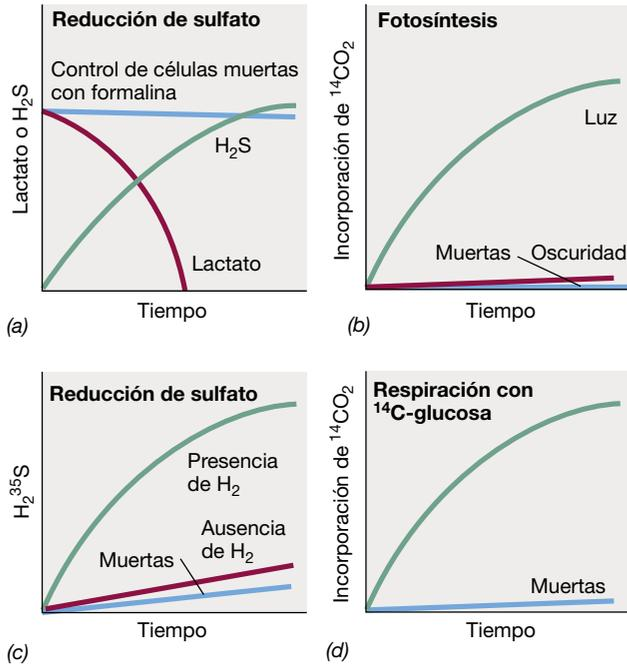 Reducción de sulfato
Control de células muertas
con formalina
H₂S
Lactato
Lactato o H₂S
Tiempo
(a)
Fotosíntesis
Luz
Muertas
Oscuridad
Incorporación de ¹⁴CO₂
Tiempo
(b)
Reducción de sulfato
Presencia
de H₂
Ausencia
de H₂
Muertas
H₂³⁵S
Tiempo
(c)
Respiración con
¹⁴C-glucosa
Muertas
Incorporación de ¹⁴CO₂
Tiempo
(d)